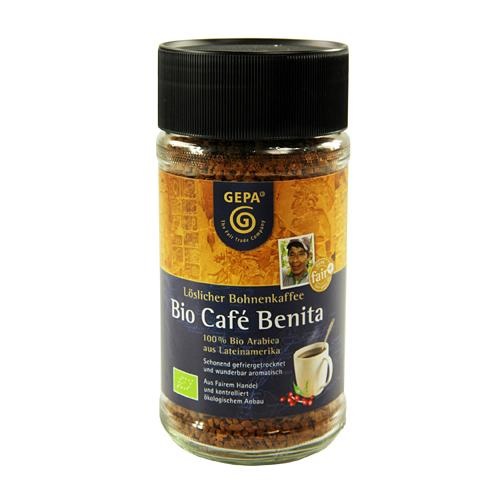 GEPA®
The Fair Trade Company
fair+
Löslicher Bohnenkaffee
Bio Café Benita
100% Bio Arabica
aus Lateinamerika
Schonend gefriergetrocknet
und wunderbar aromatisch
Aus Fairem Handel
und kontrolliert
ökologischem Anbau